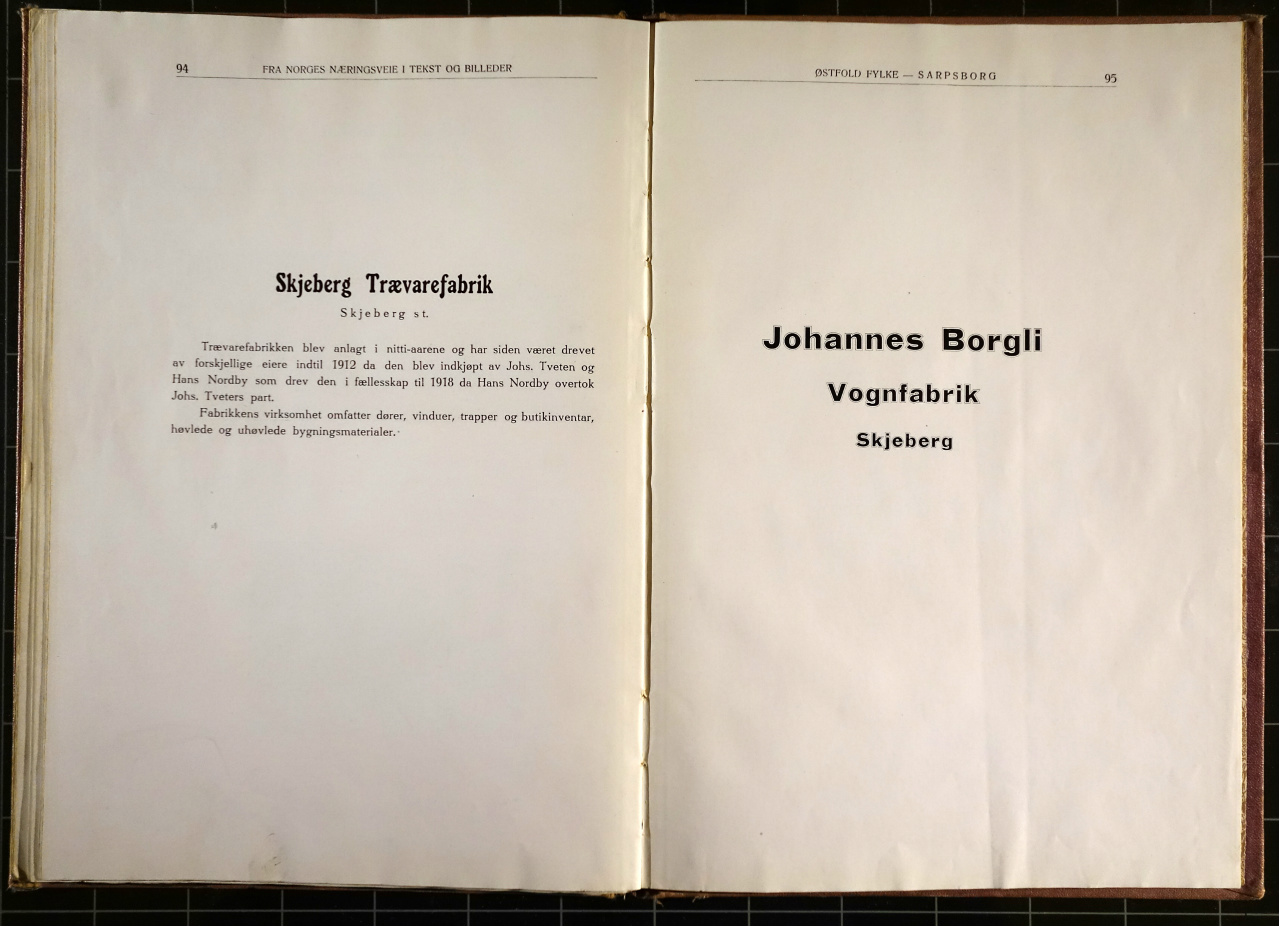 94
FRA NORGES NÆRINGSVEIE I TEKST OG BILLEDER
Skjeberg Trævarefabrik
Skjeberg st.
Trævarefabrikken blev anlagt i nitti-aarene og har siden været drevet
av forskjellige eiere indtil 1912 da den blev indkjøpt av Johs. Tveten og
Hans Nordby som drev den i fællesskap til 1918 da Hans Nordby overtok
Johs. Tveters part.
Fabrikkens virksomhet omfatter dører, vinduer, trapper og butikinventar,
høvlede og uhøvlede bygningsmaterialer.
ØSTFOLD FYLKE — SARPSBORG
95
Johannes Borgli
Vognfabrik
Skjeberg